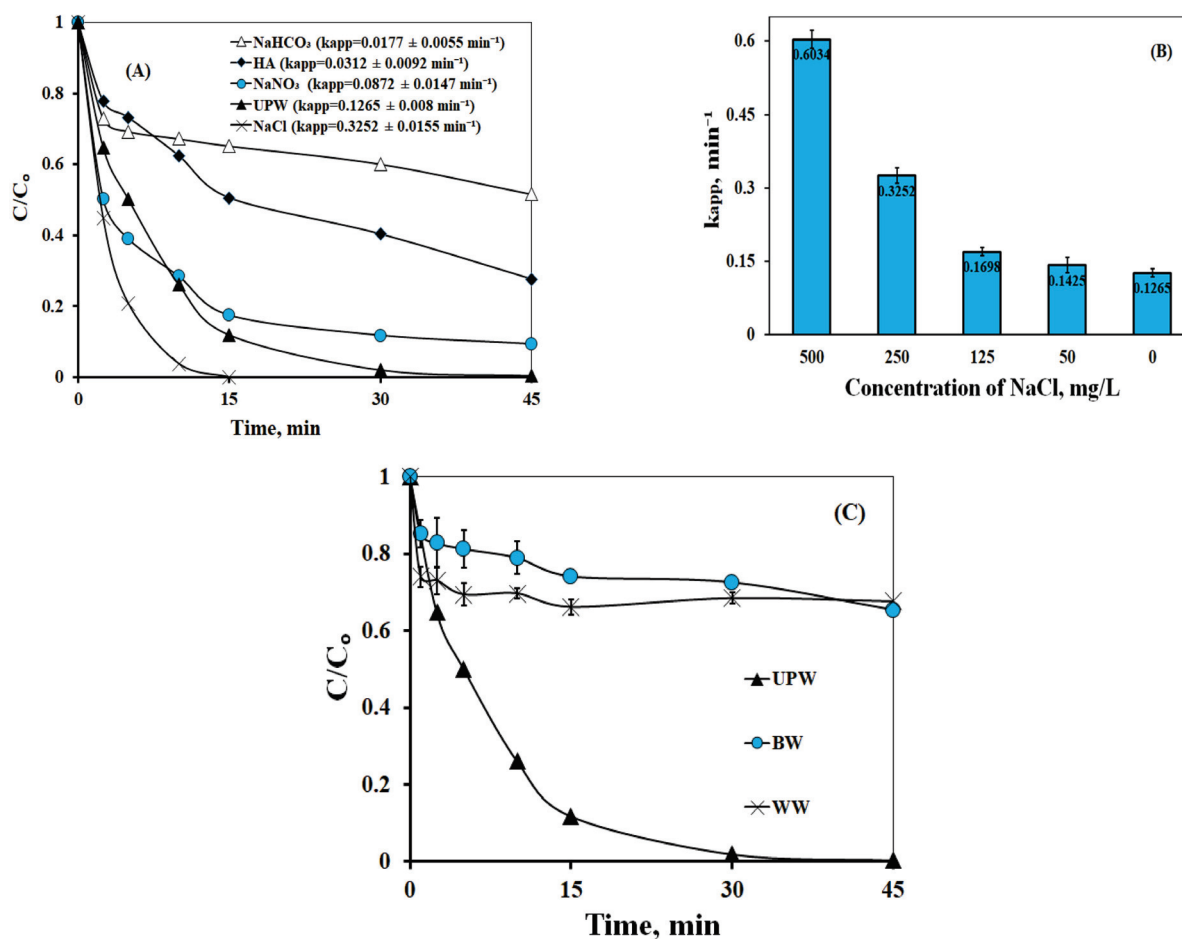 (A)
NaHCO₃ (kapp=0.0177 ± 0.0055 min⁻¹)
HA (kapp=0.0312 ± 0.0092 min⁻¹)
NaNO₃ (kapp=0.0872 ± 0.0147 min⁻¹)
UPW (kapp=0.1265 ± 0.008 min⁻¹)
NaCl (kapp=0.3252 ± 0.0155 min⁻¹)
C/Cₒ
1
0.8
0.6
0.4
0.2
0
0 15 30 45
Time, min
(B)
kapp, min⁻¹
0.6
0.45
0.3
0.15
0
0.6034
0.3252
0.1698
0.1425
0.1265
500 250 125 50 0
Concentration of NaCl, mg/L
(C)
C/Cₒ
1
0.8
0.6
0.4
0.2
0
UPW
BW
WW
0 15 30 45
Time, min